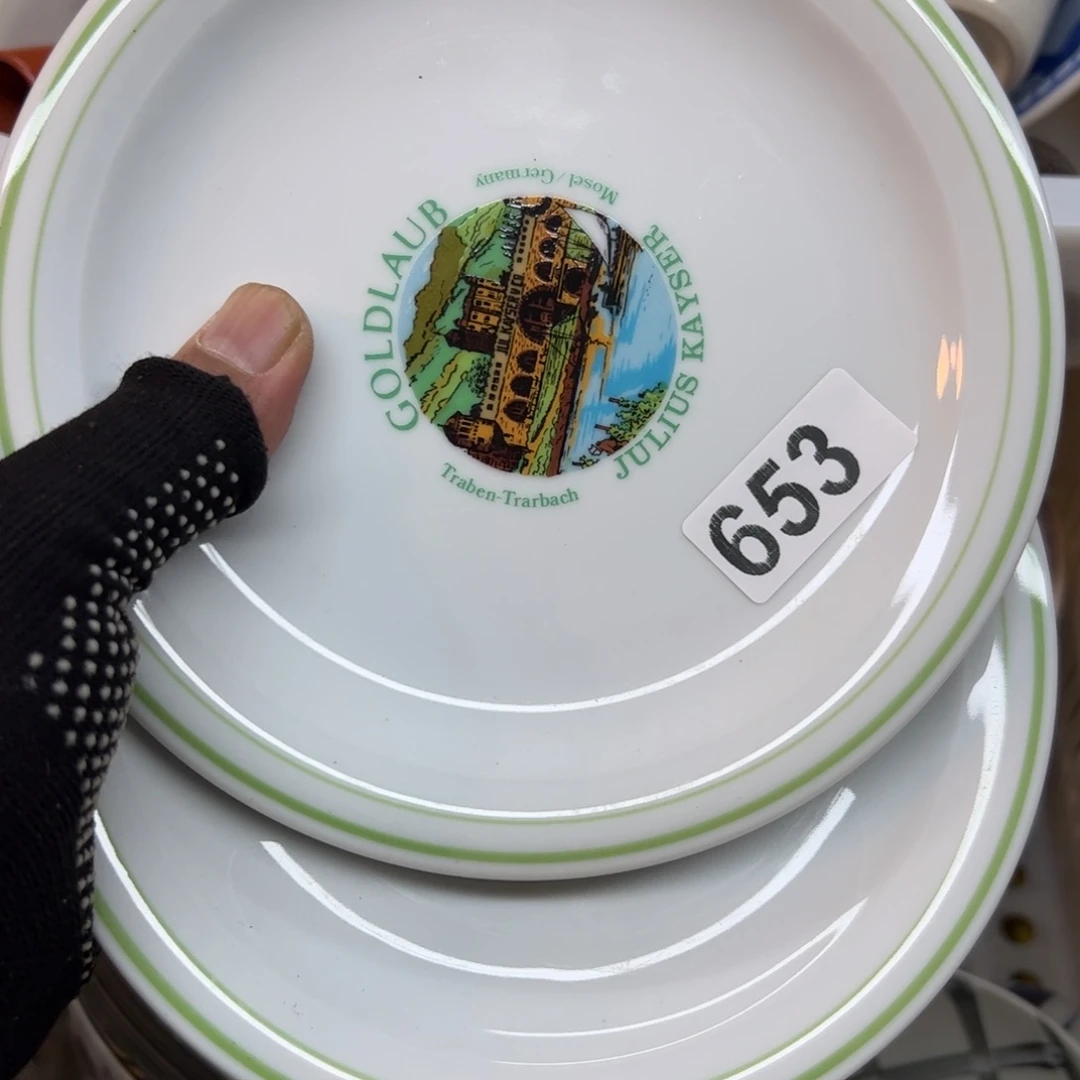 GOLDLAUB
Mosel/Germany
JULIUS KAYSER
Traben-Trarbach
653